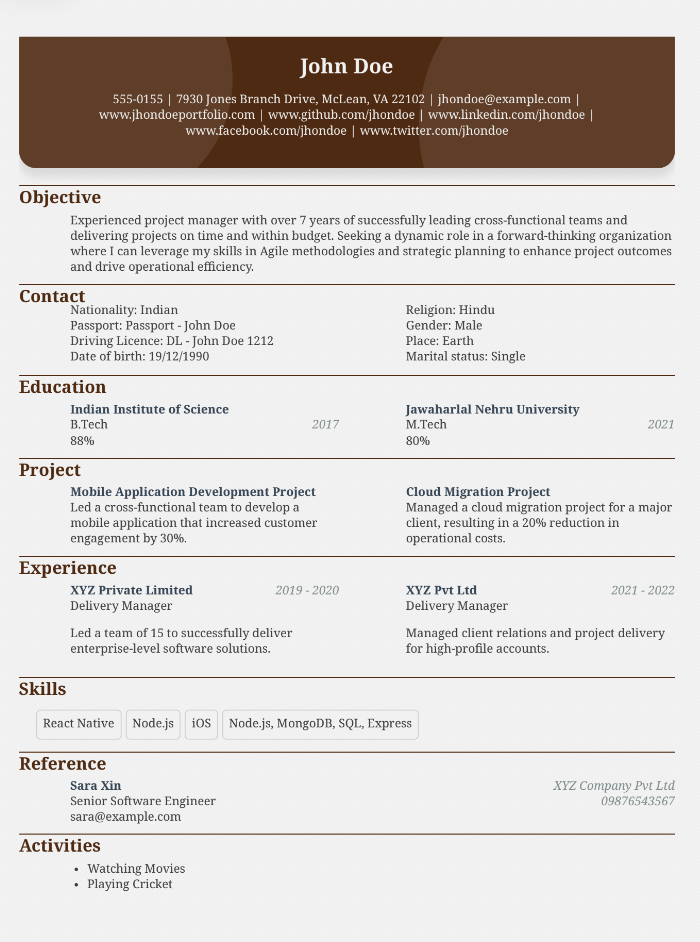 John Doe
555-0155 | 7930 Jones Branch Drive, McLean, VA 22102 | jhondoe@example.com |
www.jhondoeportfolio.com | www.github.com/jhondoe | www.linkedin.com/jhondoe |
www.facebook.com/jhondoe | www.twitter.com/jhondoe
Objective
Experienced project manager with over 7 years of successfully leading cross-functional teams and
delivering projects on time and within budget. Seeking a dynamic role in a forward-thinking organization
where I can leverage my skills in Agile methodologies and strategic planning to enhance project outcomes
and drive operational efficiency.
Contact
Nationality: Indian
Passport: Passport - John Doe
Driving Licence: DL - John Doe 1212
Date of birth: 19/12/1990
Religion: Hindu
Gender: Male
Place: Earth
Marital status: Single
Education
Indian Institute of Science
B.Tech 2017
88%
Jawaharlal Nehru University
M.Tech 2021
80%
Project
Mobile Application Development Project
Led a cross-functional team to develop a
mobile application that increased customer
engagement by 30%.
Cloud Migration Project
Managed a cloud migration project for a major
client, resulting in a 20% reduction in
operational costs.
Experience
XYZ Private Limited 2019 - 2020
Delivery Manager
Led a team of 15 to successfully deliver
enterprise-level software solutions.
XYZ Pvt Ltd 2021 - 2022
Delivery Manager
Managed client relations and project delivery
for high-profile accounts.
Skills
React Native Node.js iOS Node.js, MongoDB, SQL, Express
Reference
Sara Xin XYZ Company Pvt Ltd
Senior Software Engineer 09876543567
sara@example.com
Activities
• Watching Movies
• Playing Cricket